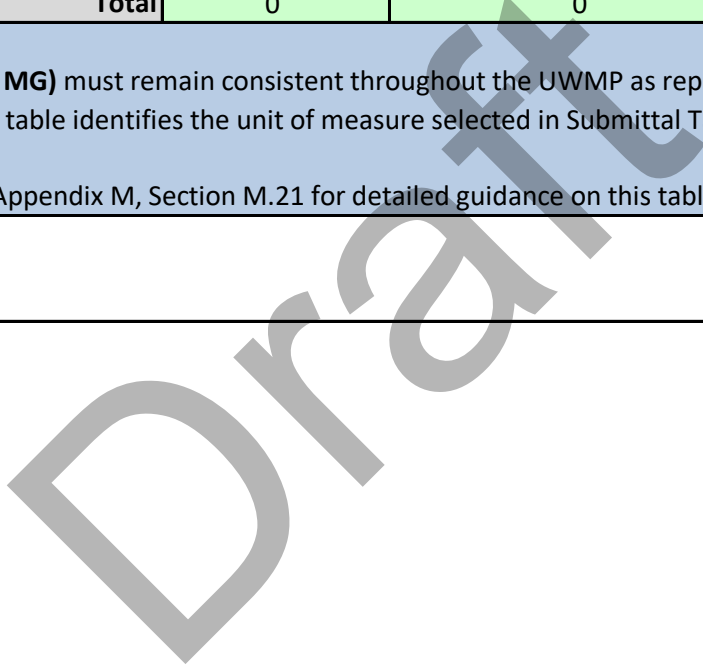 Total 0 0
MG) must remain consistent throughout the UWMP as rep
table identifies the unit of measure selected in Submittal T
Appendix M, Section M.21 for detailed guidance on this tabl
Draft